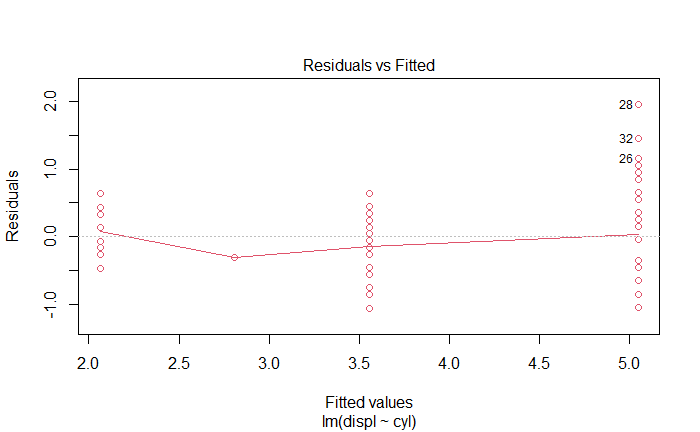 Residuals vs Fitted
Residuals
2.0
1.0
0.0
-1.0
28
32
26
2.0 2.5 3.0 3.5 4.0 4.5 5.0
Fitted values
lm(displ ~ cyl)